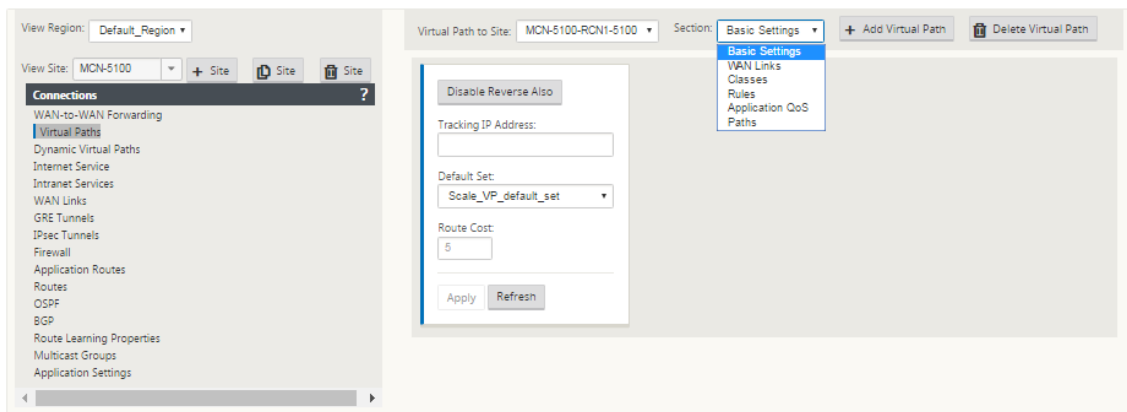 View Region: Default_Region
View Site: MCN-5100 + Site Site Site
Connections ?
WAN-to-WAN Forwarding
Virtual Paths
Dynamic Virtual Paths
Internet Service
Intranet Services
WAN Links
GRE Tunnels
IPsec Tunnels
Firewall
Application Routes
Routes
OSPF
BGP
Route Learning Properties
Multicast Groups
Application Settings
Virtual Path to Site: MCN-5100-RCN1-5100 Section: Basic Settings + Add Virtual Path Delete Virtual Path
Basic Settings
WAN Links
Classes
Rules
Application QoS
Paths
Disable Reverse Also
Tracking IP Address:
Default Set:
Scale_VP_default_set
Route Cost:
5
Apply Refresh